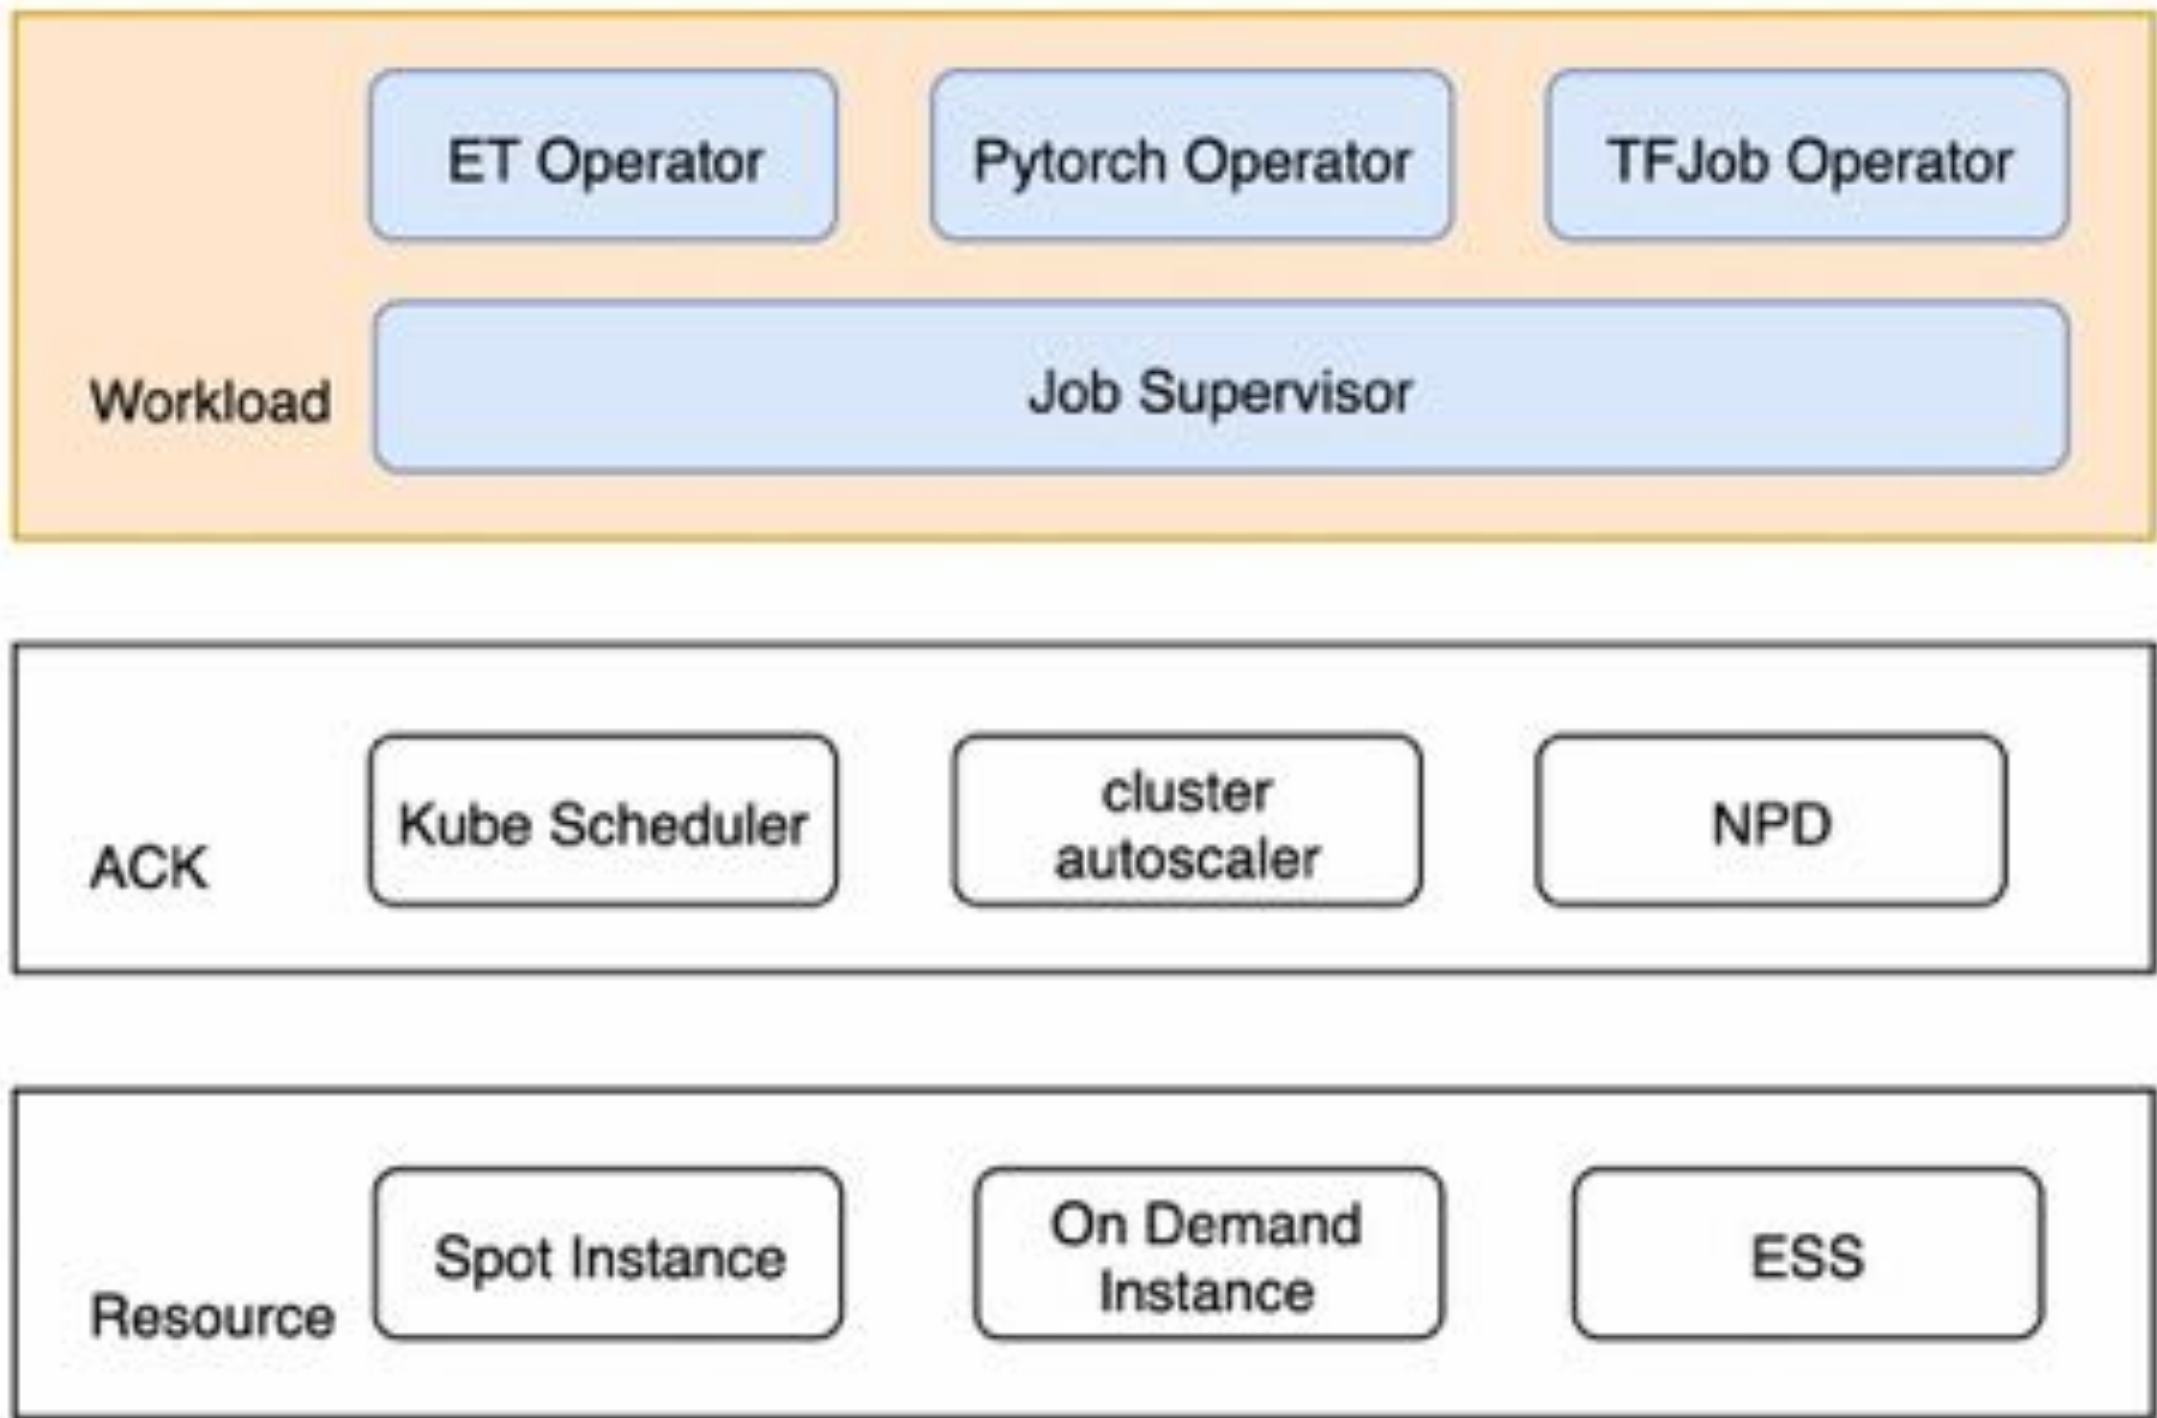 ET Operator
Pytorch Operator
TFJob Operator
Workload
Job Supervisor
ACK
Kube Scheduler
cluster
autoscaler
NPD
Resource
Spot Instance
On Demand
Instance
ESS